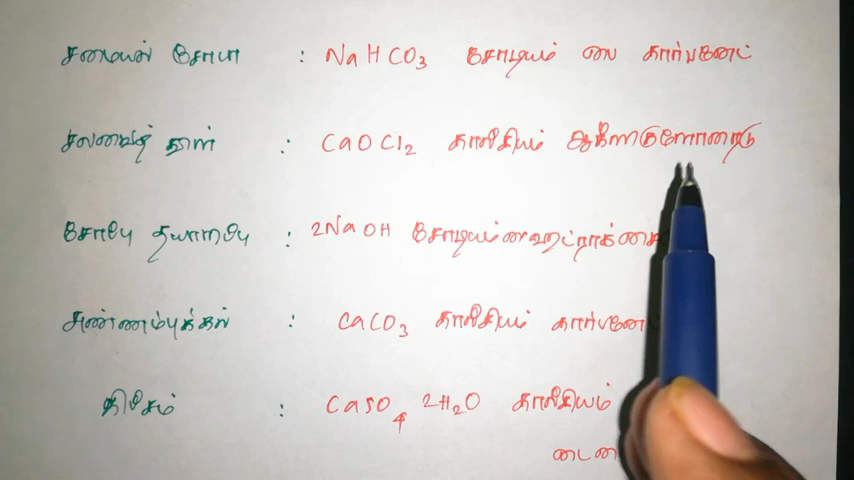 சமையல் சோடா : NaHCO3 சோடியம் பை கார்பனேட்
சலவைத் தூள் : CaOCl2 கால்சியம் ஆக்ஸிகுளோரைடு
சோப்பு தயாரிப்பு : 2NaOH சோடியம் ஹைட்ராக்சை
சுண்ணாம்புக்கல் : CaCO3 கால்சியம் கார்பனே
ஜிப்சம் : CaSO4 2H2O கால்சியம்
டைஹை